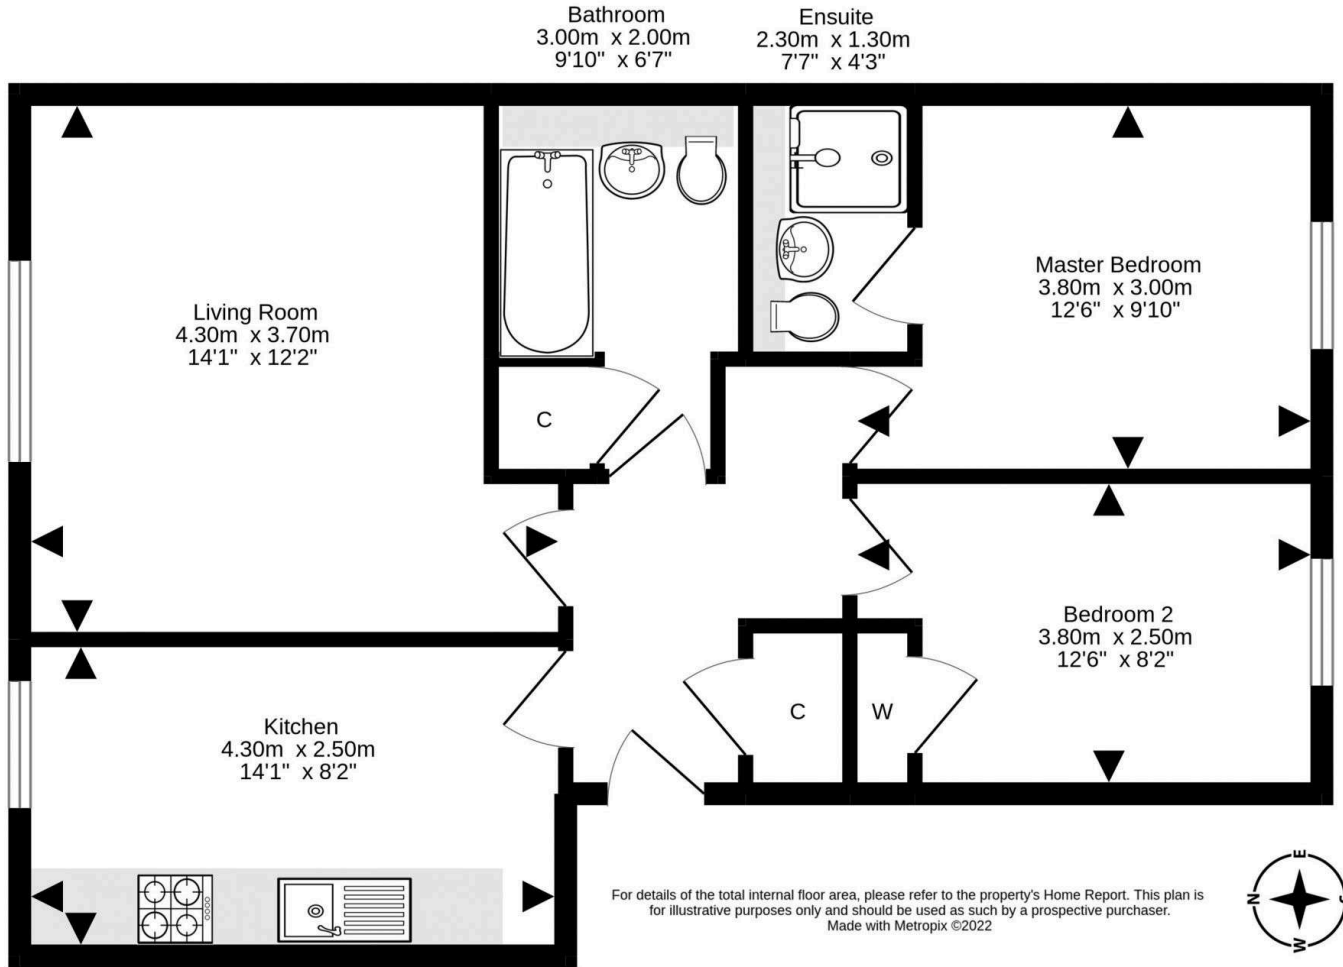 Bathroom
3.00m x 2.00m
9'10" x 6'7"
Ensuite
2.30m x 1.30m
7'7" x 4'3"
Living Room
4.30m x 3.70m
14'1" x 12'2"
Master Bedroom
3.80m x 3.00m
12'6" x 9'10"
C
Bedroom 2
3.80m x 2.50m
12'6" x 8'2"
Kitchen
4.30m x 2.50m
14'1" x 8'2"
C
W
For details of the total internal floor area, please refer to the property's Home Report. This plan is
for illustrative purposes only and should be used as such by a prospective purchaser.
Made with Metropix ©2022
E
N
S
W